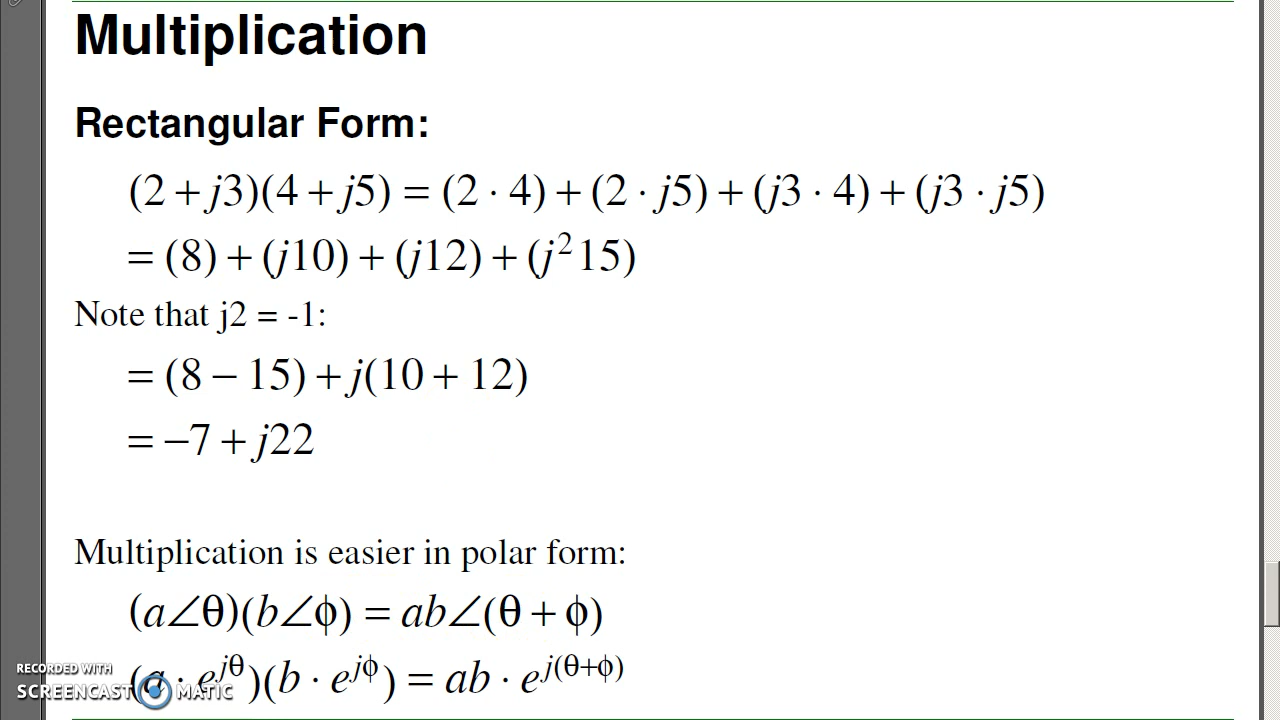 Multiplication
Rectangular Form:
(2 + j3)(4 + j5) = (2 · 4) + (2 · j5) + (j3 · 4) + (j3 · j5)
= (8) + (j10) + (j12) + (j²15)
Note that j2 = -1:
= (8 − 15) + j(10 + 12)
= −7 + j22
Multiplication is easier in polar form:
(a∠θ)(b∠ϕ) = ab∠(θ + ϕ)
(a · e^{jθ})(b · e^{jϕ}) = ab · e^{j(θ+ϕ)}
RECORDED WITH
SCREENCAST MATIC